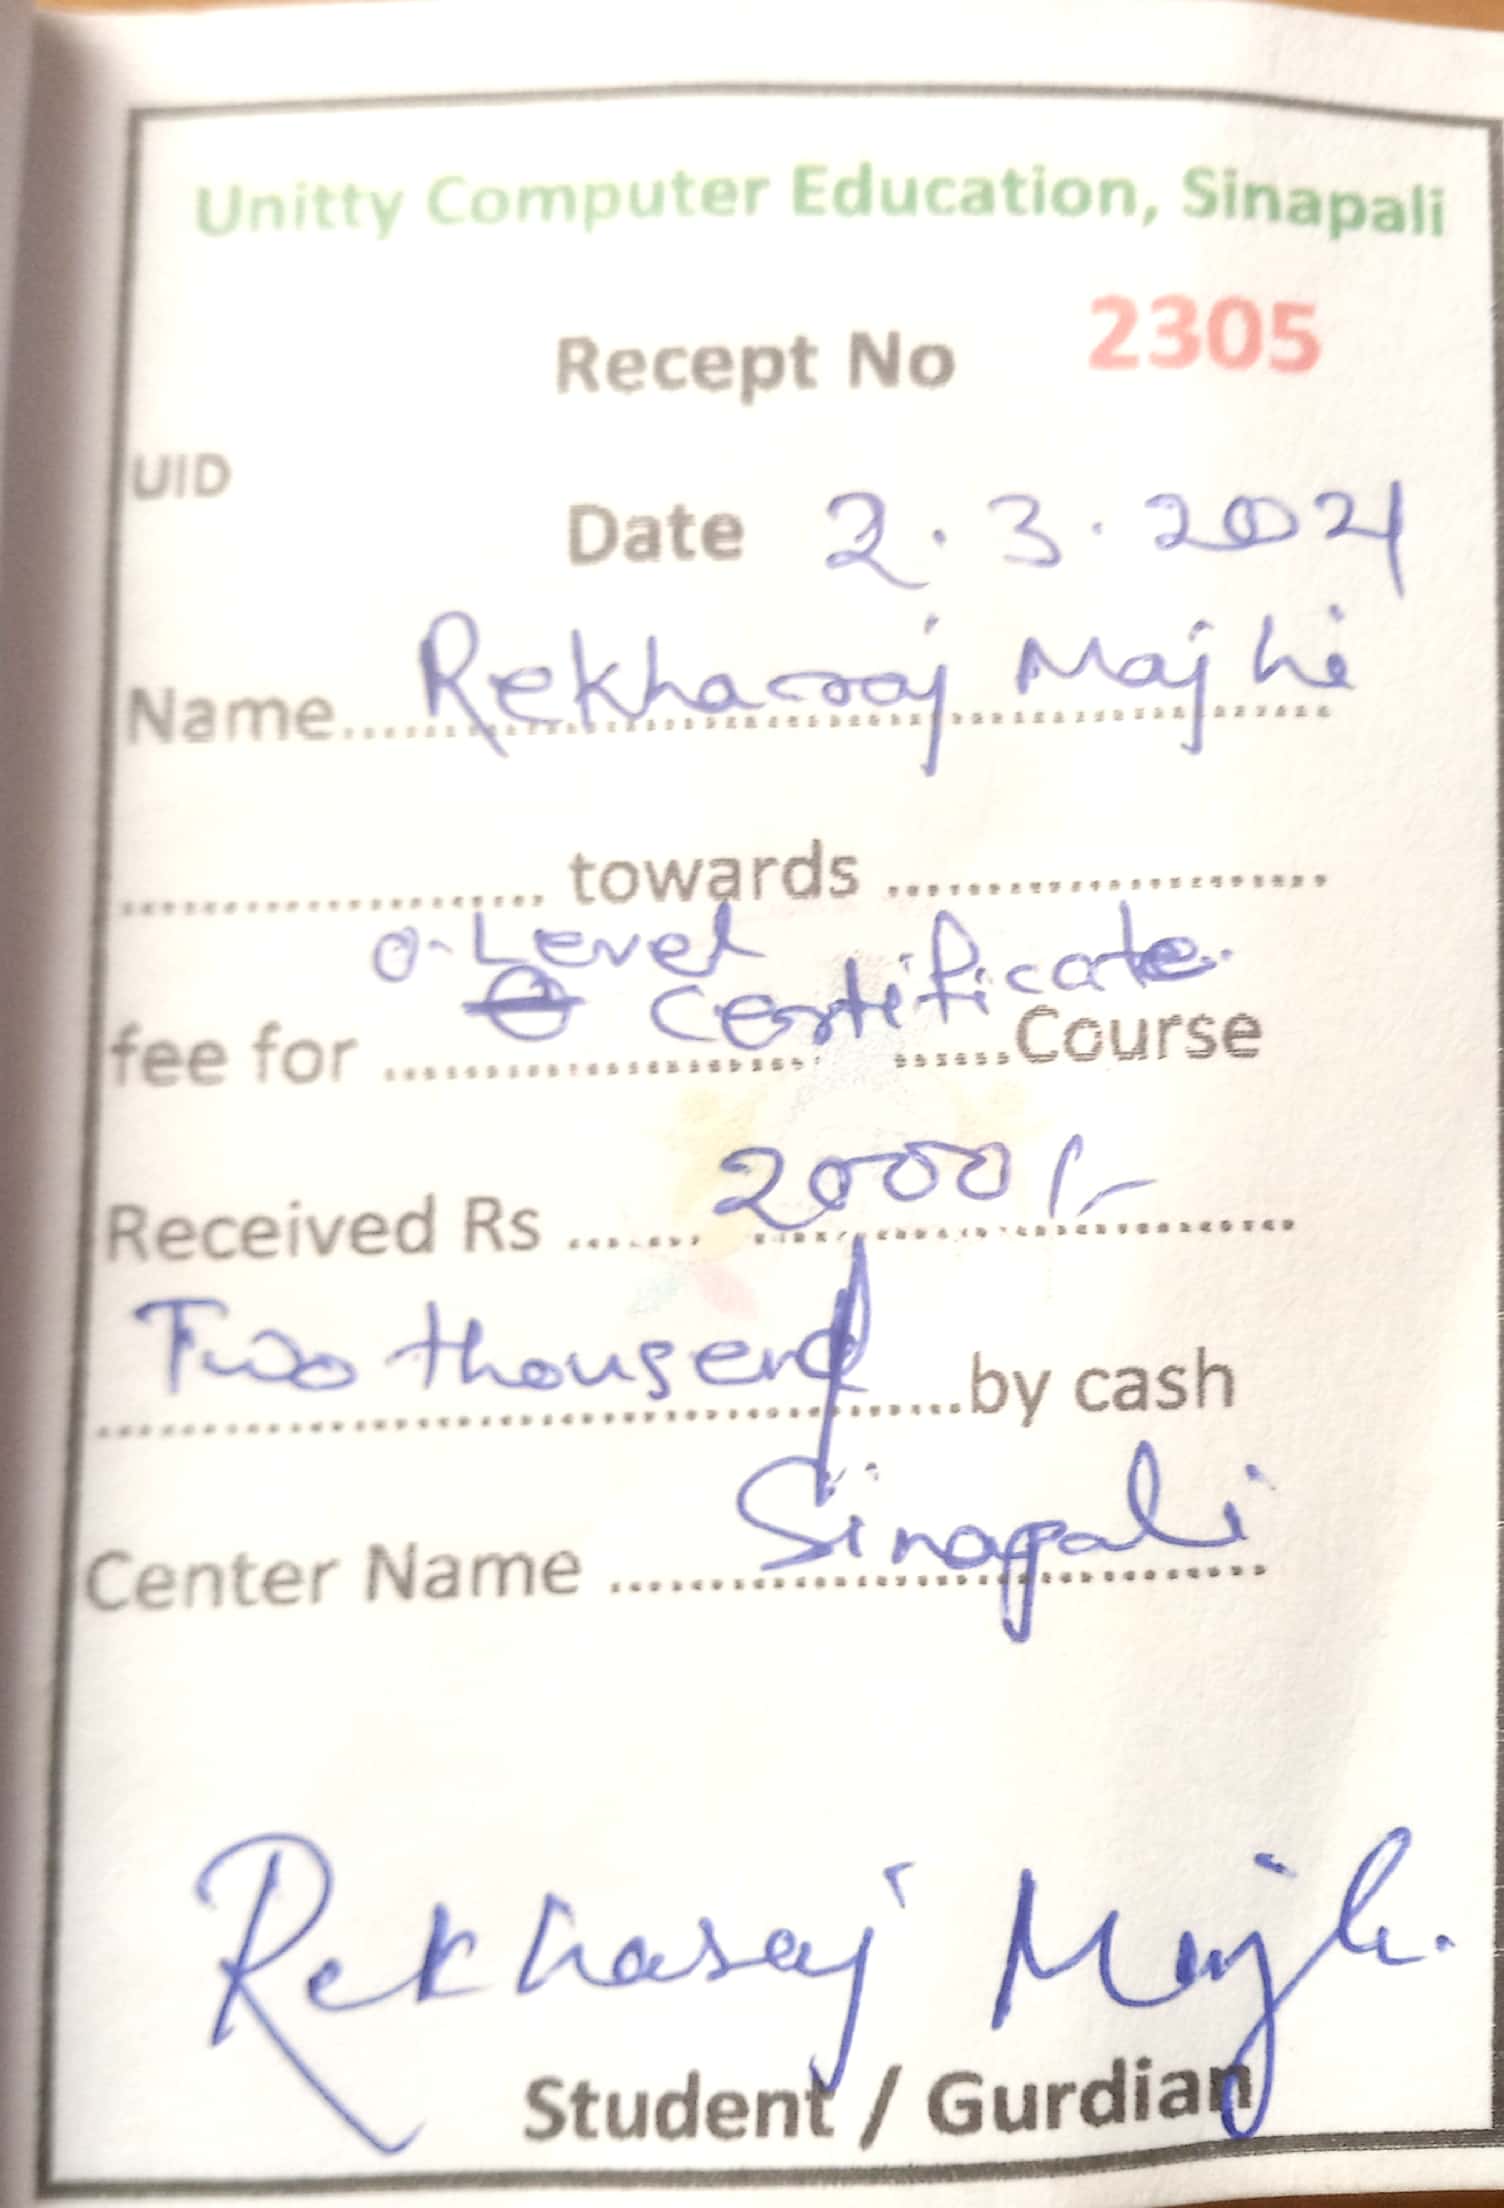 Unitty Computer Education, Sinapali
Recept No 2305
UID
Date 2.3.2021
Name.......... Rekharaj Majhi
.................... towards ....................
O-Level
fee for .................... Certificate ......Course
Received Rs ....... 2000/-
Two thousend ......by cash
Center Name .......... Sinapali
Rekharaj Majhi.
Student / Gurdian